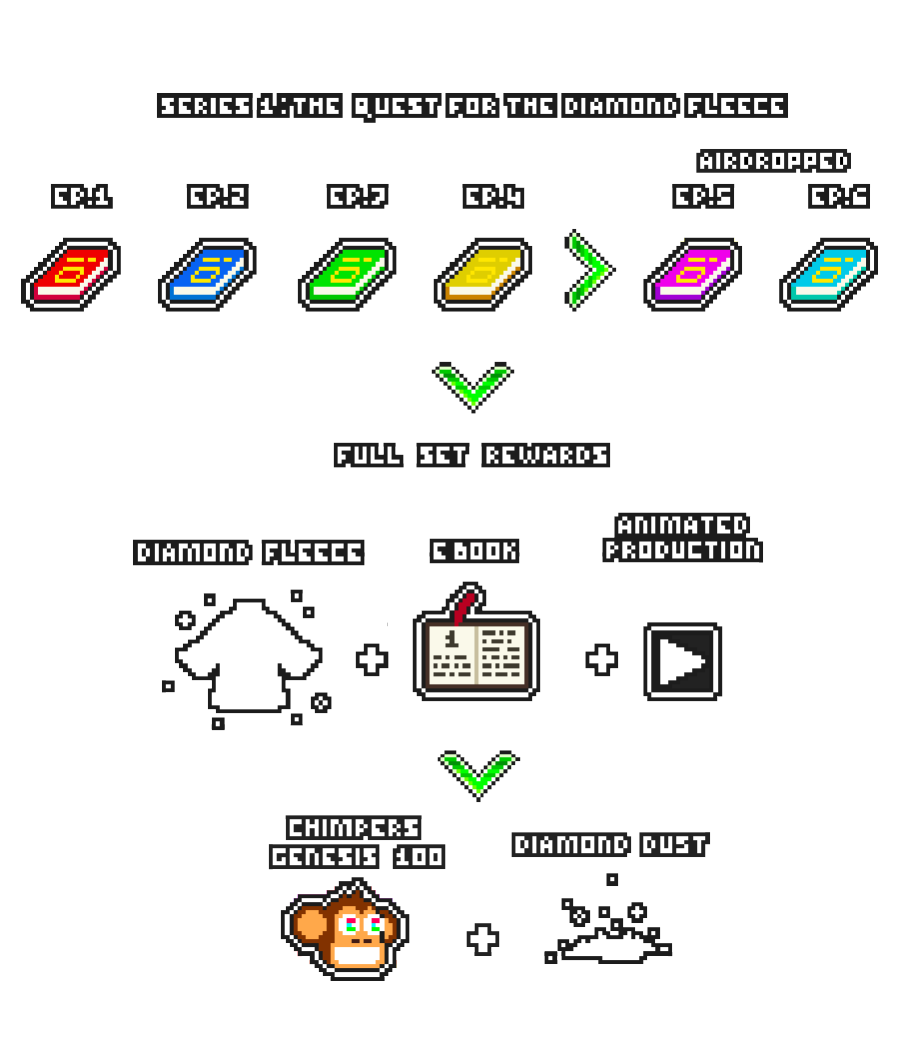 SERIES 1:THE QUEST FOR THE DIAMOND FLEECE
AIRDROPPED
EP.1 EP.2 EP.3 EP.4 EP.5 EP.6
FULL SET REWARDS
DIAMOND FLEECE
E BOOK
ANIMATED
PRODUCTION
1
CHIMPERS
GENESIS 100
DIAMOND DUST